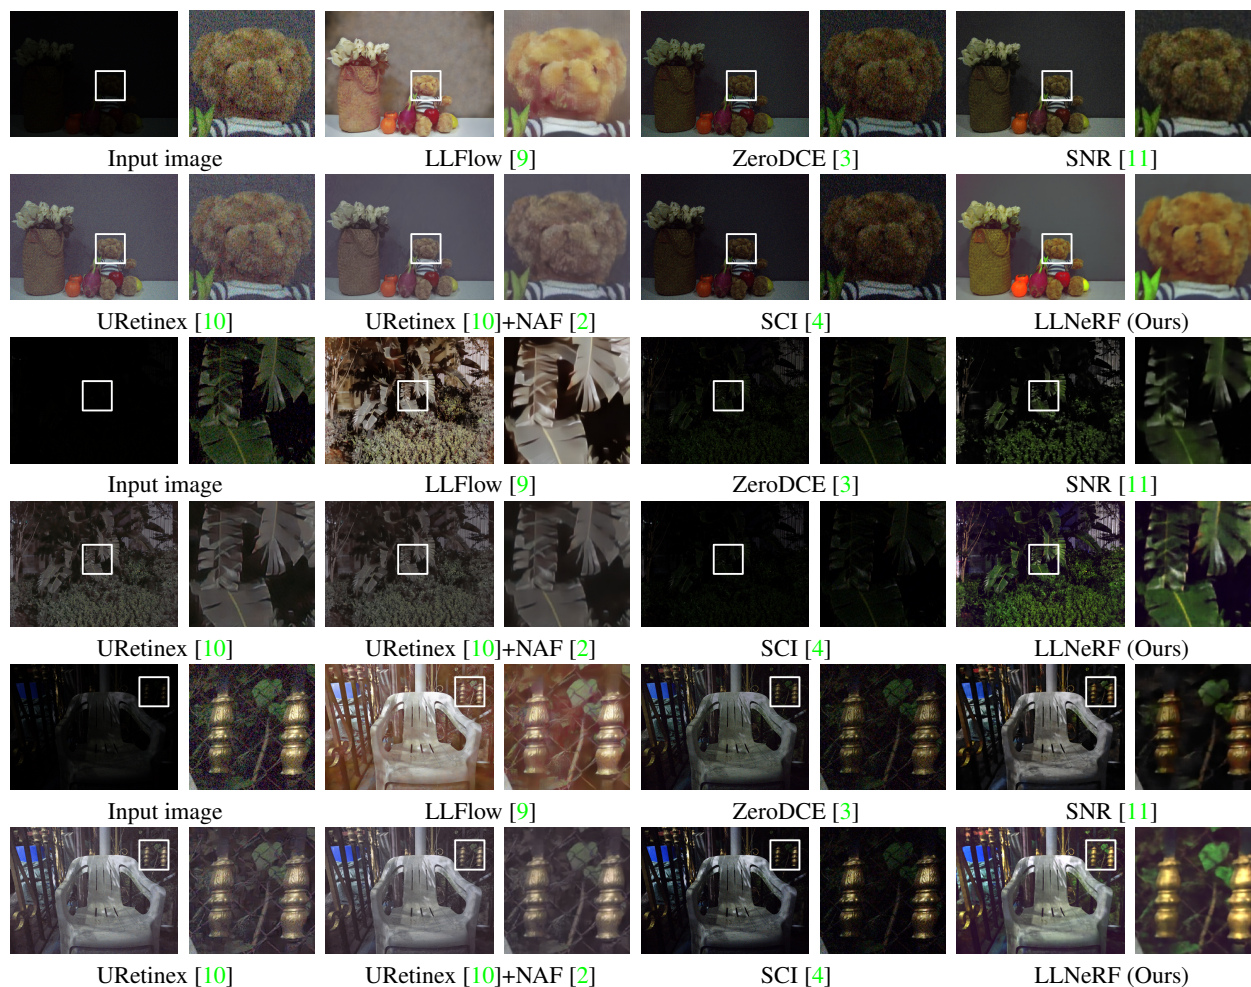 Input image LLFlow [9] ZeroDCE [3] SNR [11]
URetinex [10] URetinex [10]+NAF [2] SCI [4] LLNeRF (Ours)
Input image LLFlow [9] ZeroDCE [3] SNR [11]
URetinex [10] URetinex [10]+NAF [2] SCI [4] LLNeRF (Ours)
Input image LLFlow [9] ZeroDCE [3] SNR [11]
URetinex [10] URetinex [10]+NAF [2] SCI [4] LLNeRF (Ours)